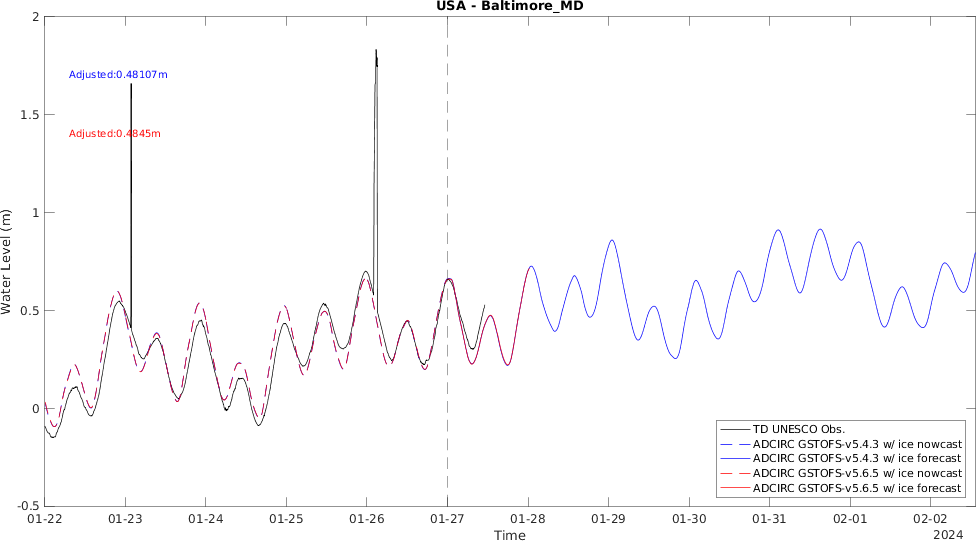 USA - Baltimore_MD
2
1.5
1
0.5
0
-0.5
Water Level (m)
Adjusted:0.48107m
Adjusted:0.4845m
TD UNESCO Obs.
ADCIRC GSTOFS-v5.4.3 w/ ice nowcast
ADCIRC GSTOFS-v5.4.3 w/ ice forecast
ADCIRC GSTOFS-v5.6.5 w/ ice nowcast
ADCIRC GSTOFS-v5.6.5 w/ ice forecast
01-22 01-23 01-24 01-25 01-26 01-27 01-28 01-29 01-30 01-31 02-01 02-02
Time
2024